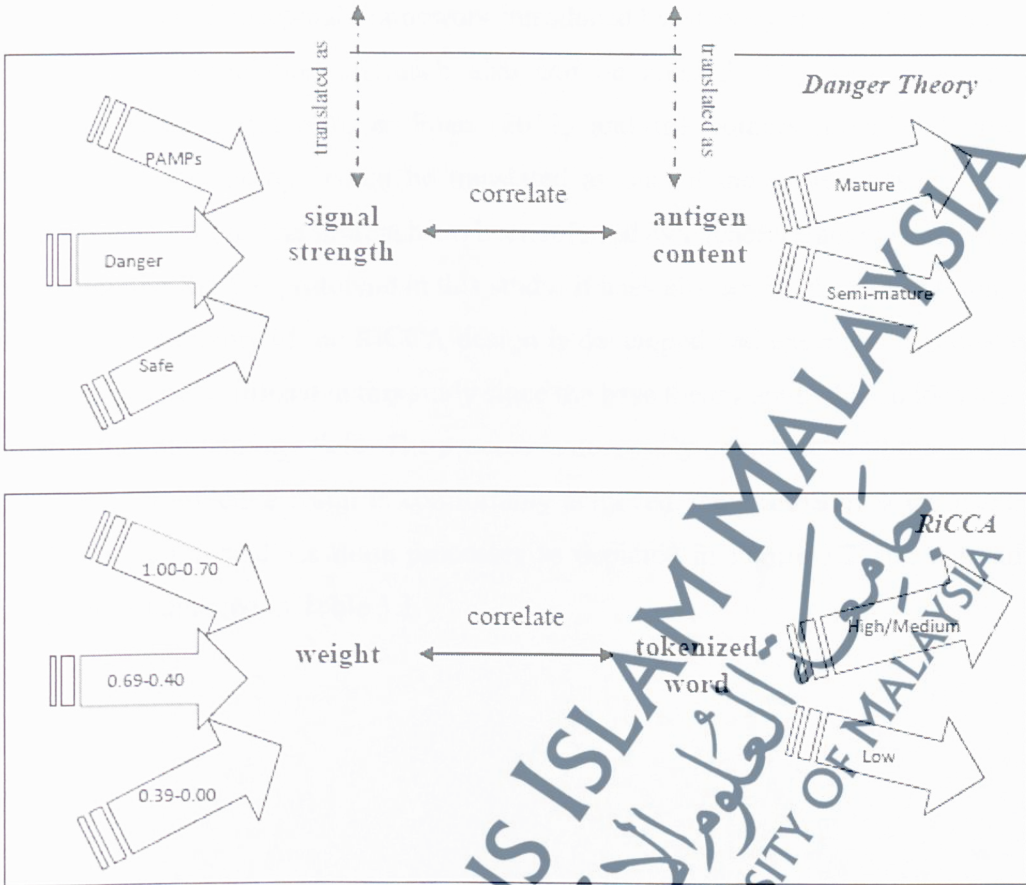 translated as
translated as
Danger Theory
PAMPs
Danger
Safe
signal
strength
correlate
antigen
content
Mature
Semi-mature
RiCCA
1.00-0.70
0.69-0.40
0.39-0.00
weight
correlate
tokenized
word
High/Medium
Low
US ISLAM MALAYSIA
SITY OF MALAYSIA